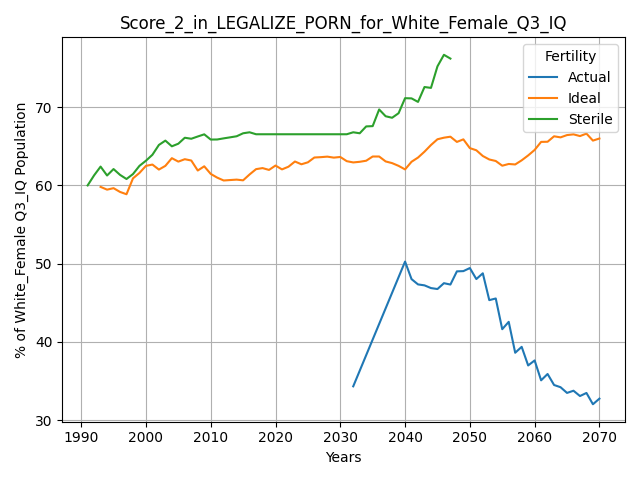 Score_2_in_LEGALIZE_PORN_for_White_Female_Q3_IQ
Fertility
Actual
Ideal
Sterile
% of White_Female Q3_IQ Population
70
60
50
40
30
1990 2000 2010 2020 2030 2040 2050 2060 2070
Years